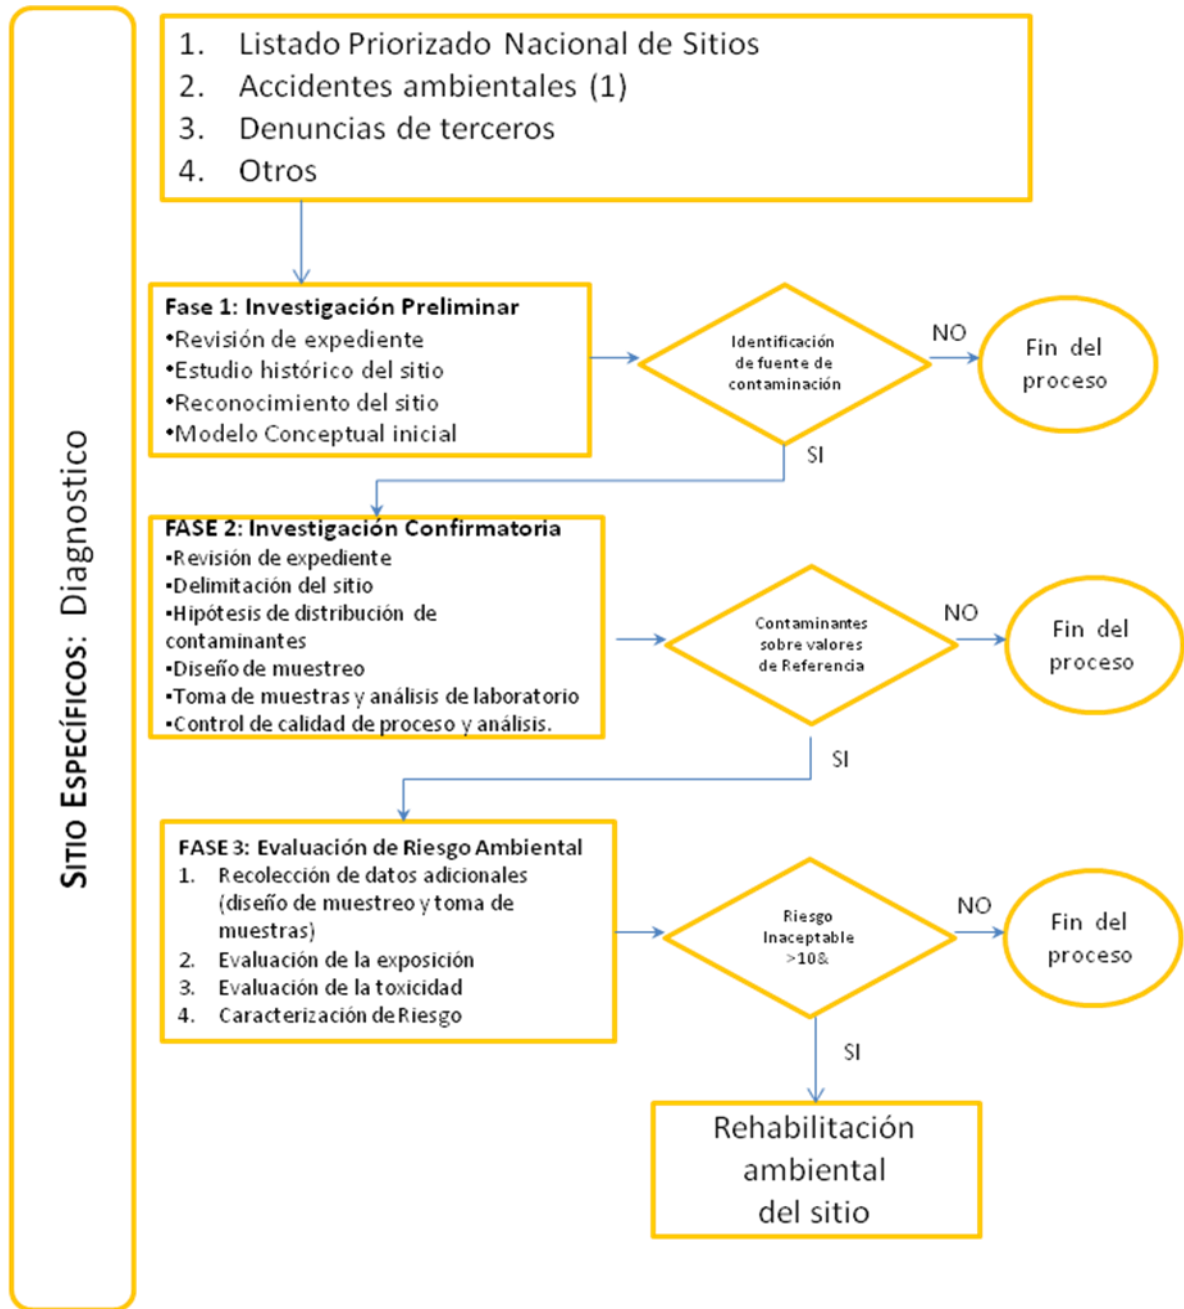 SITIO ESPECÍFICOS: Diagnostico
1. Listado Priorizado Nacional de Sitios
2. Accidentes ambientales (1)
3. Denuncias de terceros
4. Otros
Fase 1: Investigación Preliminar
•Revisión de expediente
•Estudio histórico del sitio
•Reconocimiento del sitio
•Modelo Conceptual inicial
Identificación
de fuente de
contaminación
NO
Fin del
proceso
SI
FASE 2: Investigación Confirmatoria
▪Revisión de expediente
▪Delimitación del sitio
▪Hipótesis de distribución de
contaminantes
▪Diseño de muestreo
▪Toma de muestras y análisis de laboratorio
▪Control de calidad de proceso y análisis.
Contaminantes
sobre valores
de Referencia
NO
Fin del
proceso
SI
FASE 3: Evaluación de Riesgo Ambiental
1. Recolección de datos adicionales
(diseño de muestreo y toma de
muestras)
2. Evaluación de la exposición
3. Evaluación de la toxicidad
4. Caracterización de Riesgo
Riesgo
Inaceptable
>10&
NO
Fin del
proceso
SI
Rehabilitación
ambiental
del sitio